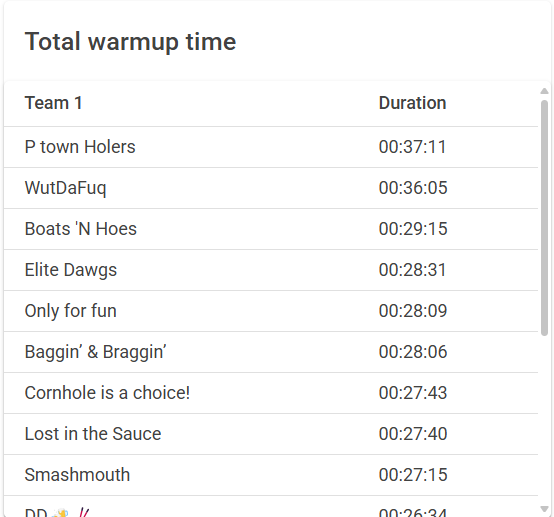 Total warmup time
Team 1 Duration
P town Holers 00:37:11
WutDaFuq 00:36:05
Boats 'N Hoes 00:29:15
Elite Dawgs 00:28:31
Only for fun 00:28:09
Baggin’ & Braggin’ 00:28:06
Cornhole is a choice! 00:27:43
Lost in the Sauce 00:27:40
Smashmouth 00:27:15
DD 00:26:34